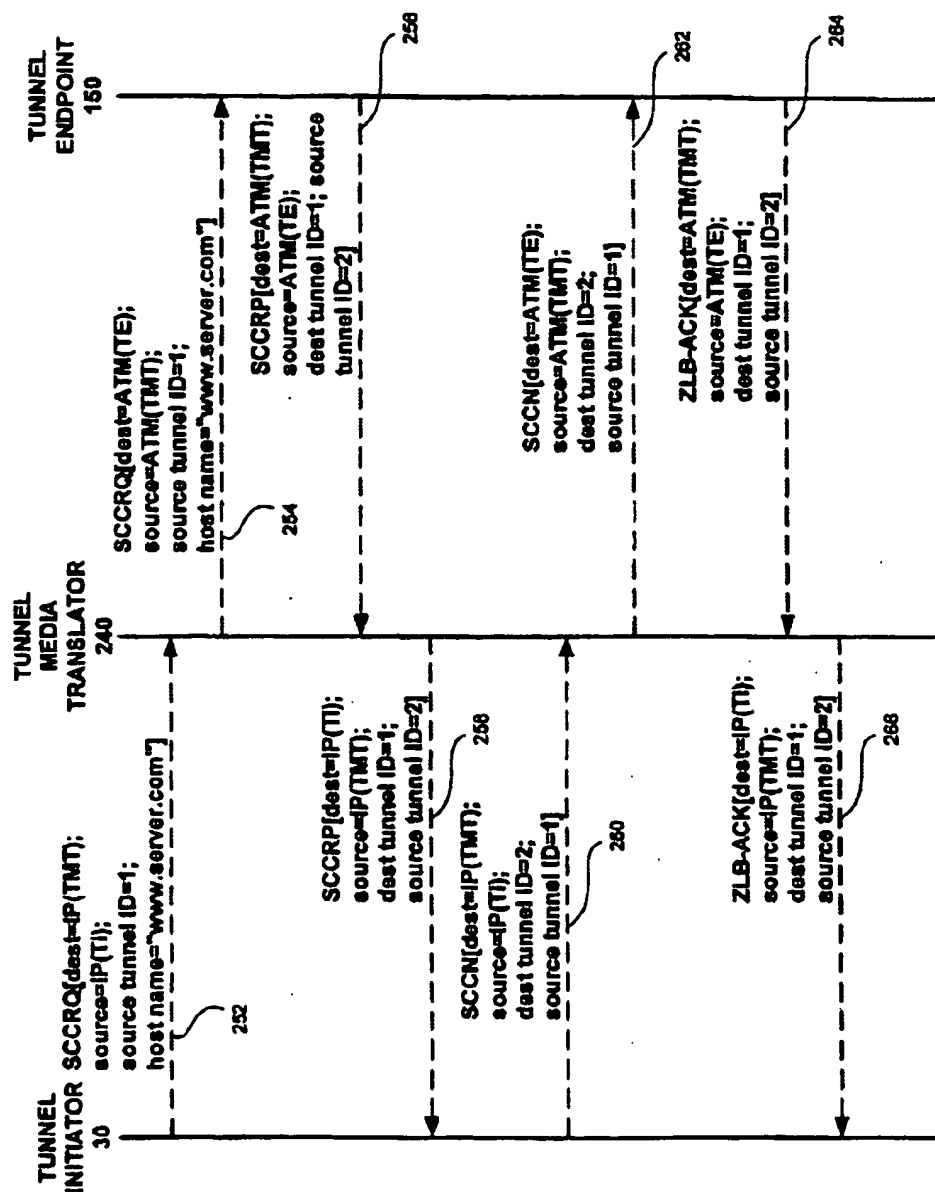 TUNNEL
INITIATOR
30
TUNNEL
MEDIA
TRANSLATOR
240
TUNNEL
ENDPOINT
150
SCCRQ[dest=IP(TMT);
source=IP(TI);
source tunnel ID=1;
host name="www.server.com"]
252
SCCRQ[dest=ATM(TE);
source=ATM(TMT);
source tunnel ID=1;
host name="www.server.com"]
254
SCCRP[dest=ATM(TMT);
source=ATM(TE);
dest tunnel ID=1; source
tunnel ID=2]
256
SCCRP[dest=IP(TI);
source=IP(TMT);
dest tunnel ID=1;
source tunnel ID=2]
258
SCCN[dest=IP(TMT);
source=IP(TI);
dest tunnel ID=2;
source tunnel ID=1]
260
SCCN[dest=ATM(TE);
source=ATM(TMT);
dest tunnel ID=2;
source tunnel ID=1]
262
ZLB-ACK[dest=ATM(TMT);
source=ATM(TE);
dest tunnel ID=1;
source tunnel ID=2]
264
ZLB-ACK[dest=IP(TI);
source=IP(TMT);
dest tunnel ID=1;
source tunnel ID=2]
268